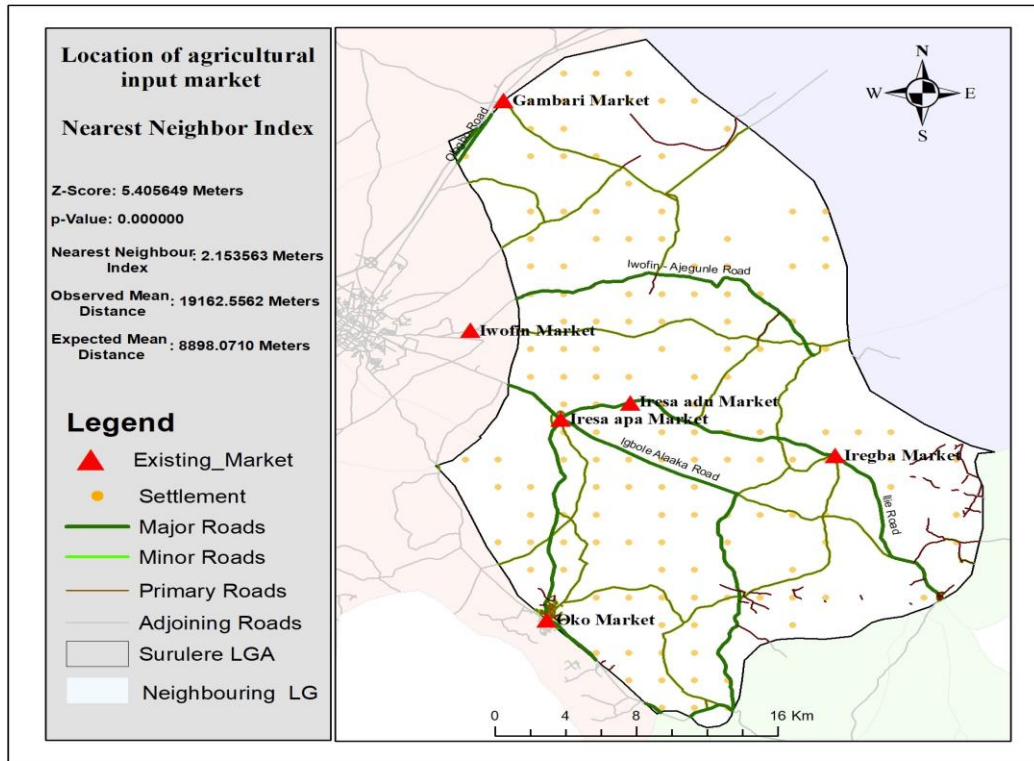 Location of agricultural
input market
Nearest Neighbor Index
Z-Score: 5.405649 Meters
p-Value: 0.000000
Nearest Neighbour : 2.153563 Meters
Index
Observed Mean : 19162.5562 Meters
Distance
Expected Mean : 8898.0710 Meters
Distance
Legend
Existing_Market
Settlement
Major Roads
Minor Roads
Primary Roads
Adjoining Roads
Surulere LGA
Neighbouring LG
N
W E
S
Gambari Market
Road
Iwofin - Ajegunle Road
Iwofin Market
Iresa adu Market
Iresa apa Market
Igbole Alaaka Road
Iregba Market
Ilie Road
Oko Market
0 4 8 16 Km